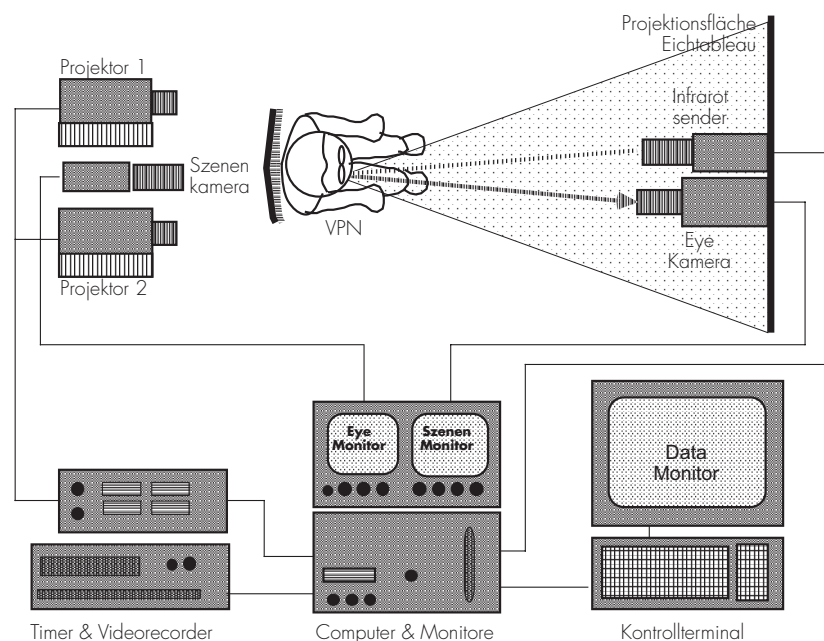 Projektionsfläche
Eichtableau
Projektor 1
Infrarot
sender
Szenen
kamera
VPN
Eye
Kamera
Projektor 2
Eye
Monitor
Szenen
Monitor
Data
Monitor
Timer & Videorecorder
Computer & Monitore
Kontrollterminal